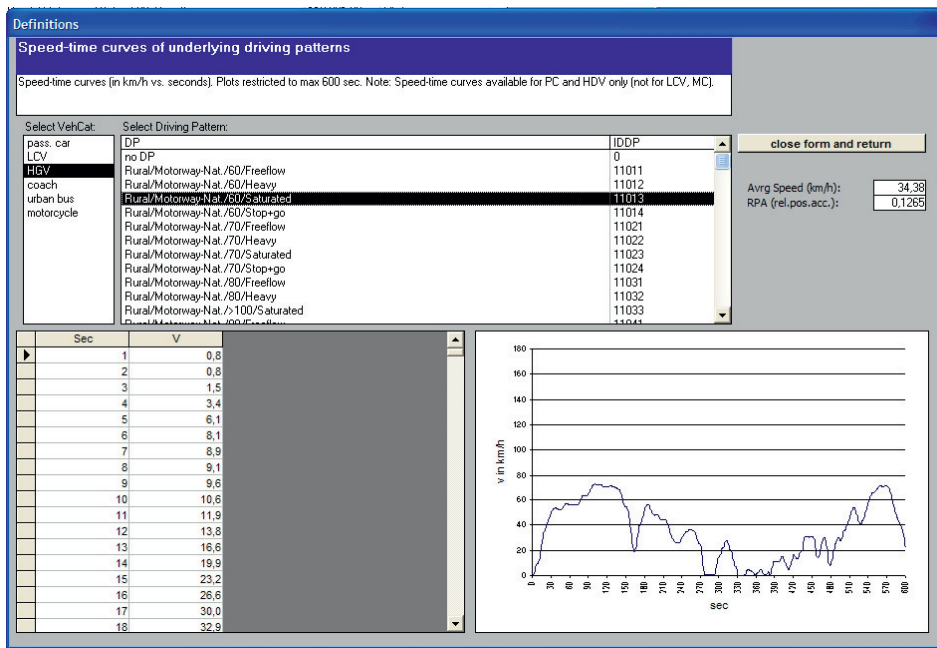 Definitions
Speed-time curves of underlying driving patterns
Speed-time curves (in km/h vs. seconds). Plots restricted to max 600 sec. Note: Speed-time curves available for PC and HDV only (not for LCV, MC).
Select VehCat: Select Driving Pattern:
pass. car
LCV
HGV
coach
urban bus
motorcycle
DP IDDP
no DP 0
Rural/Motorway-Nat./60/Freeflow 11011
Rural/Motorway-Nat./60/Heavy 11012
Rural/Motorway-Nat./60/Saturated 11013
Rural/Motorway-Nat./60/Stop+go 11014
Rural/Motorway-Nat./70/Freeflow 11021
Rural/Motorway-Nat./70/Heavy 11022
Rural/Motorway-Nat./70/Saturated 11023
Rural/Motorway-Nat./70/Stop+go 11024
Rural/Motorway-Nat./80/Freeflow 11031
Rural/Motorway-Nat./80/Heavy 11032
Rural/Motorway-Nat./>100/Saturated 11033
close form and return
Avrg Speed (km/h): 34,38
RPA (rel.pos.acc.): 0,1265
Sec V
1 0,8
2 0,8
3 1,5
4 3,4
5 6,1
6 8,1
7 8,9
8 9,1
9 9,6
10 10,6
11 11,9
12 13,8
13 16,6
14 19,9
15 23,2
16 26,6
17 30,0
18 32,9
v in km/h
180
160
140
120
100
80
60
40
20
0
0 30 60 90 120 150 180 210 240 270 300 330 360 390 420 450 480 510 540 570 600
sec